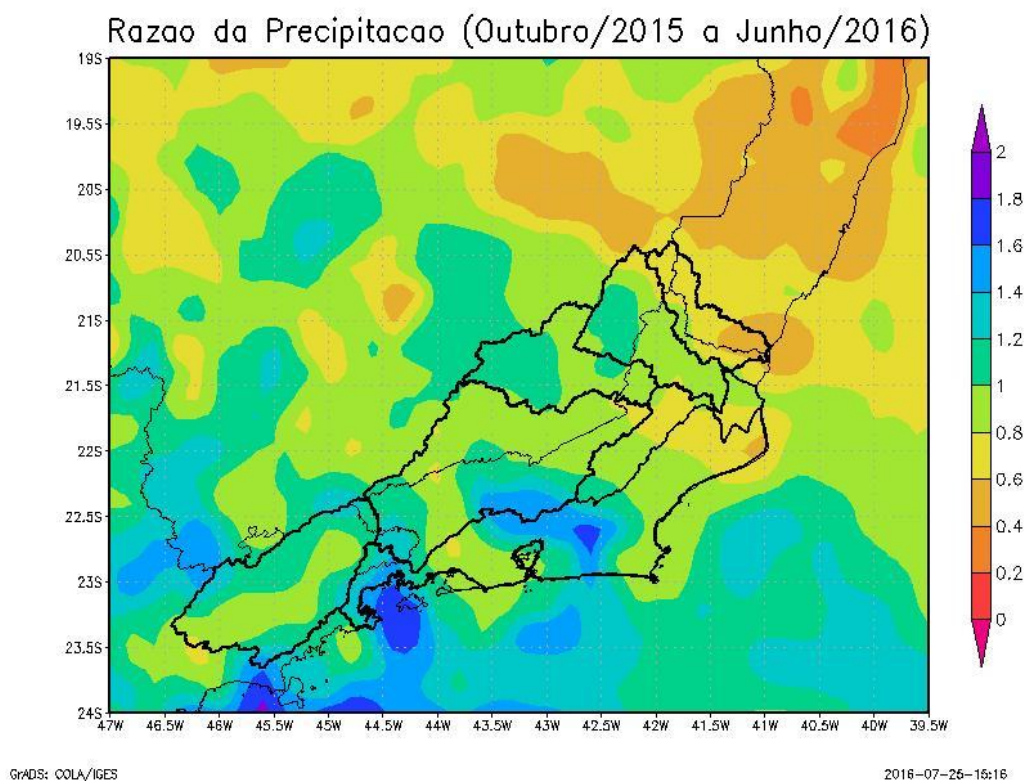 Razao da Precipitacao (Outubro/2015 a Junho/2016)
19S
19.5S
20S
20.5S
21S
21.5S
22S
22.5S
23S
23.5S
24S
47W 46.5W 46W 45.5W 45W 44.5W 44W 43.5W 43W 42.5W 42W 41.5W 41W 40.5W 40W 39.5W
2
1.8
1.6
1.4
1.2
1
0.8
0.6
0.4
0.2
0
GrADS: COLA/IGES 2016-07-25-15:16